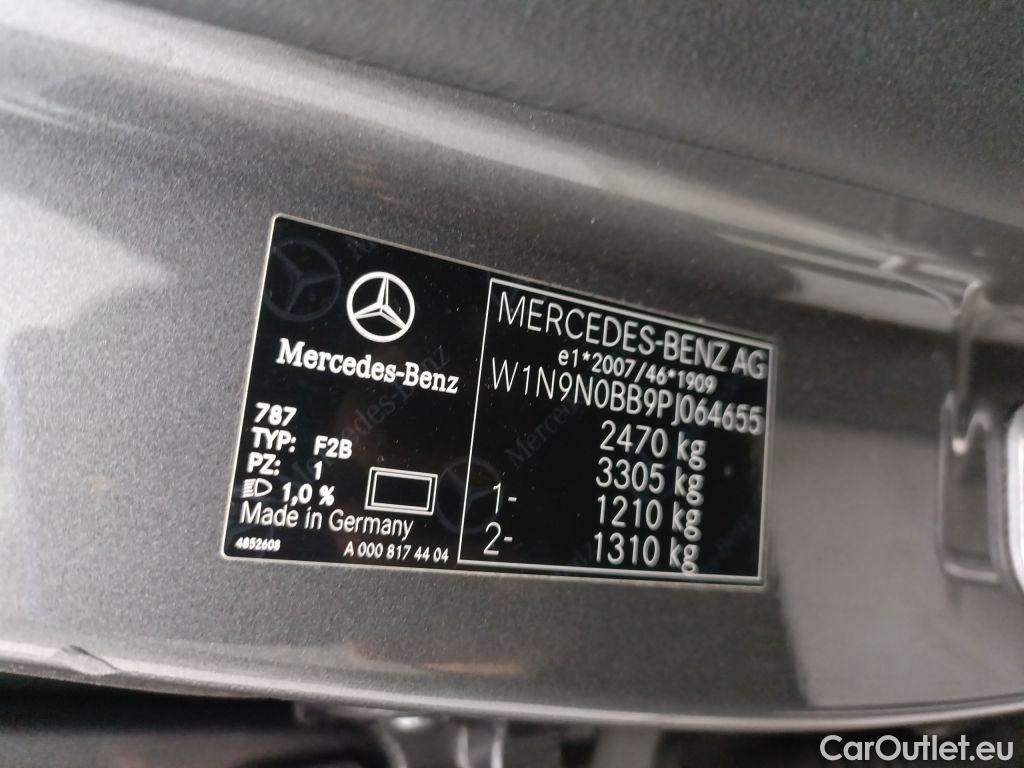 Mercedes-Benz
787
TYP: F2B
PZ: 1
1,0 %
Made in Germany
4852608 A 000 817 44 04
MERCEDES-BENZ AG
e1*2007/46*1909
W1N9N0BB9PJ064655
2470 kg
3305 kg
1- 1210 kg
2- 1310 kg
CarOutlet.eu